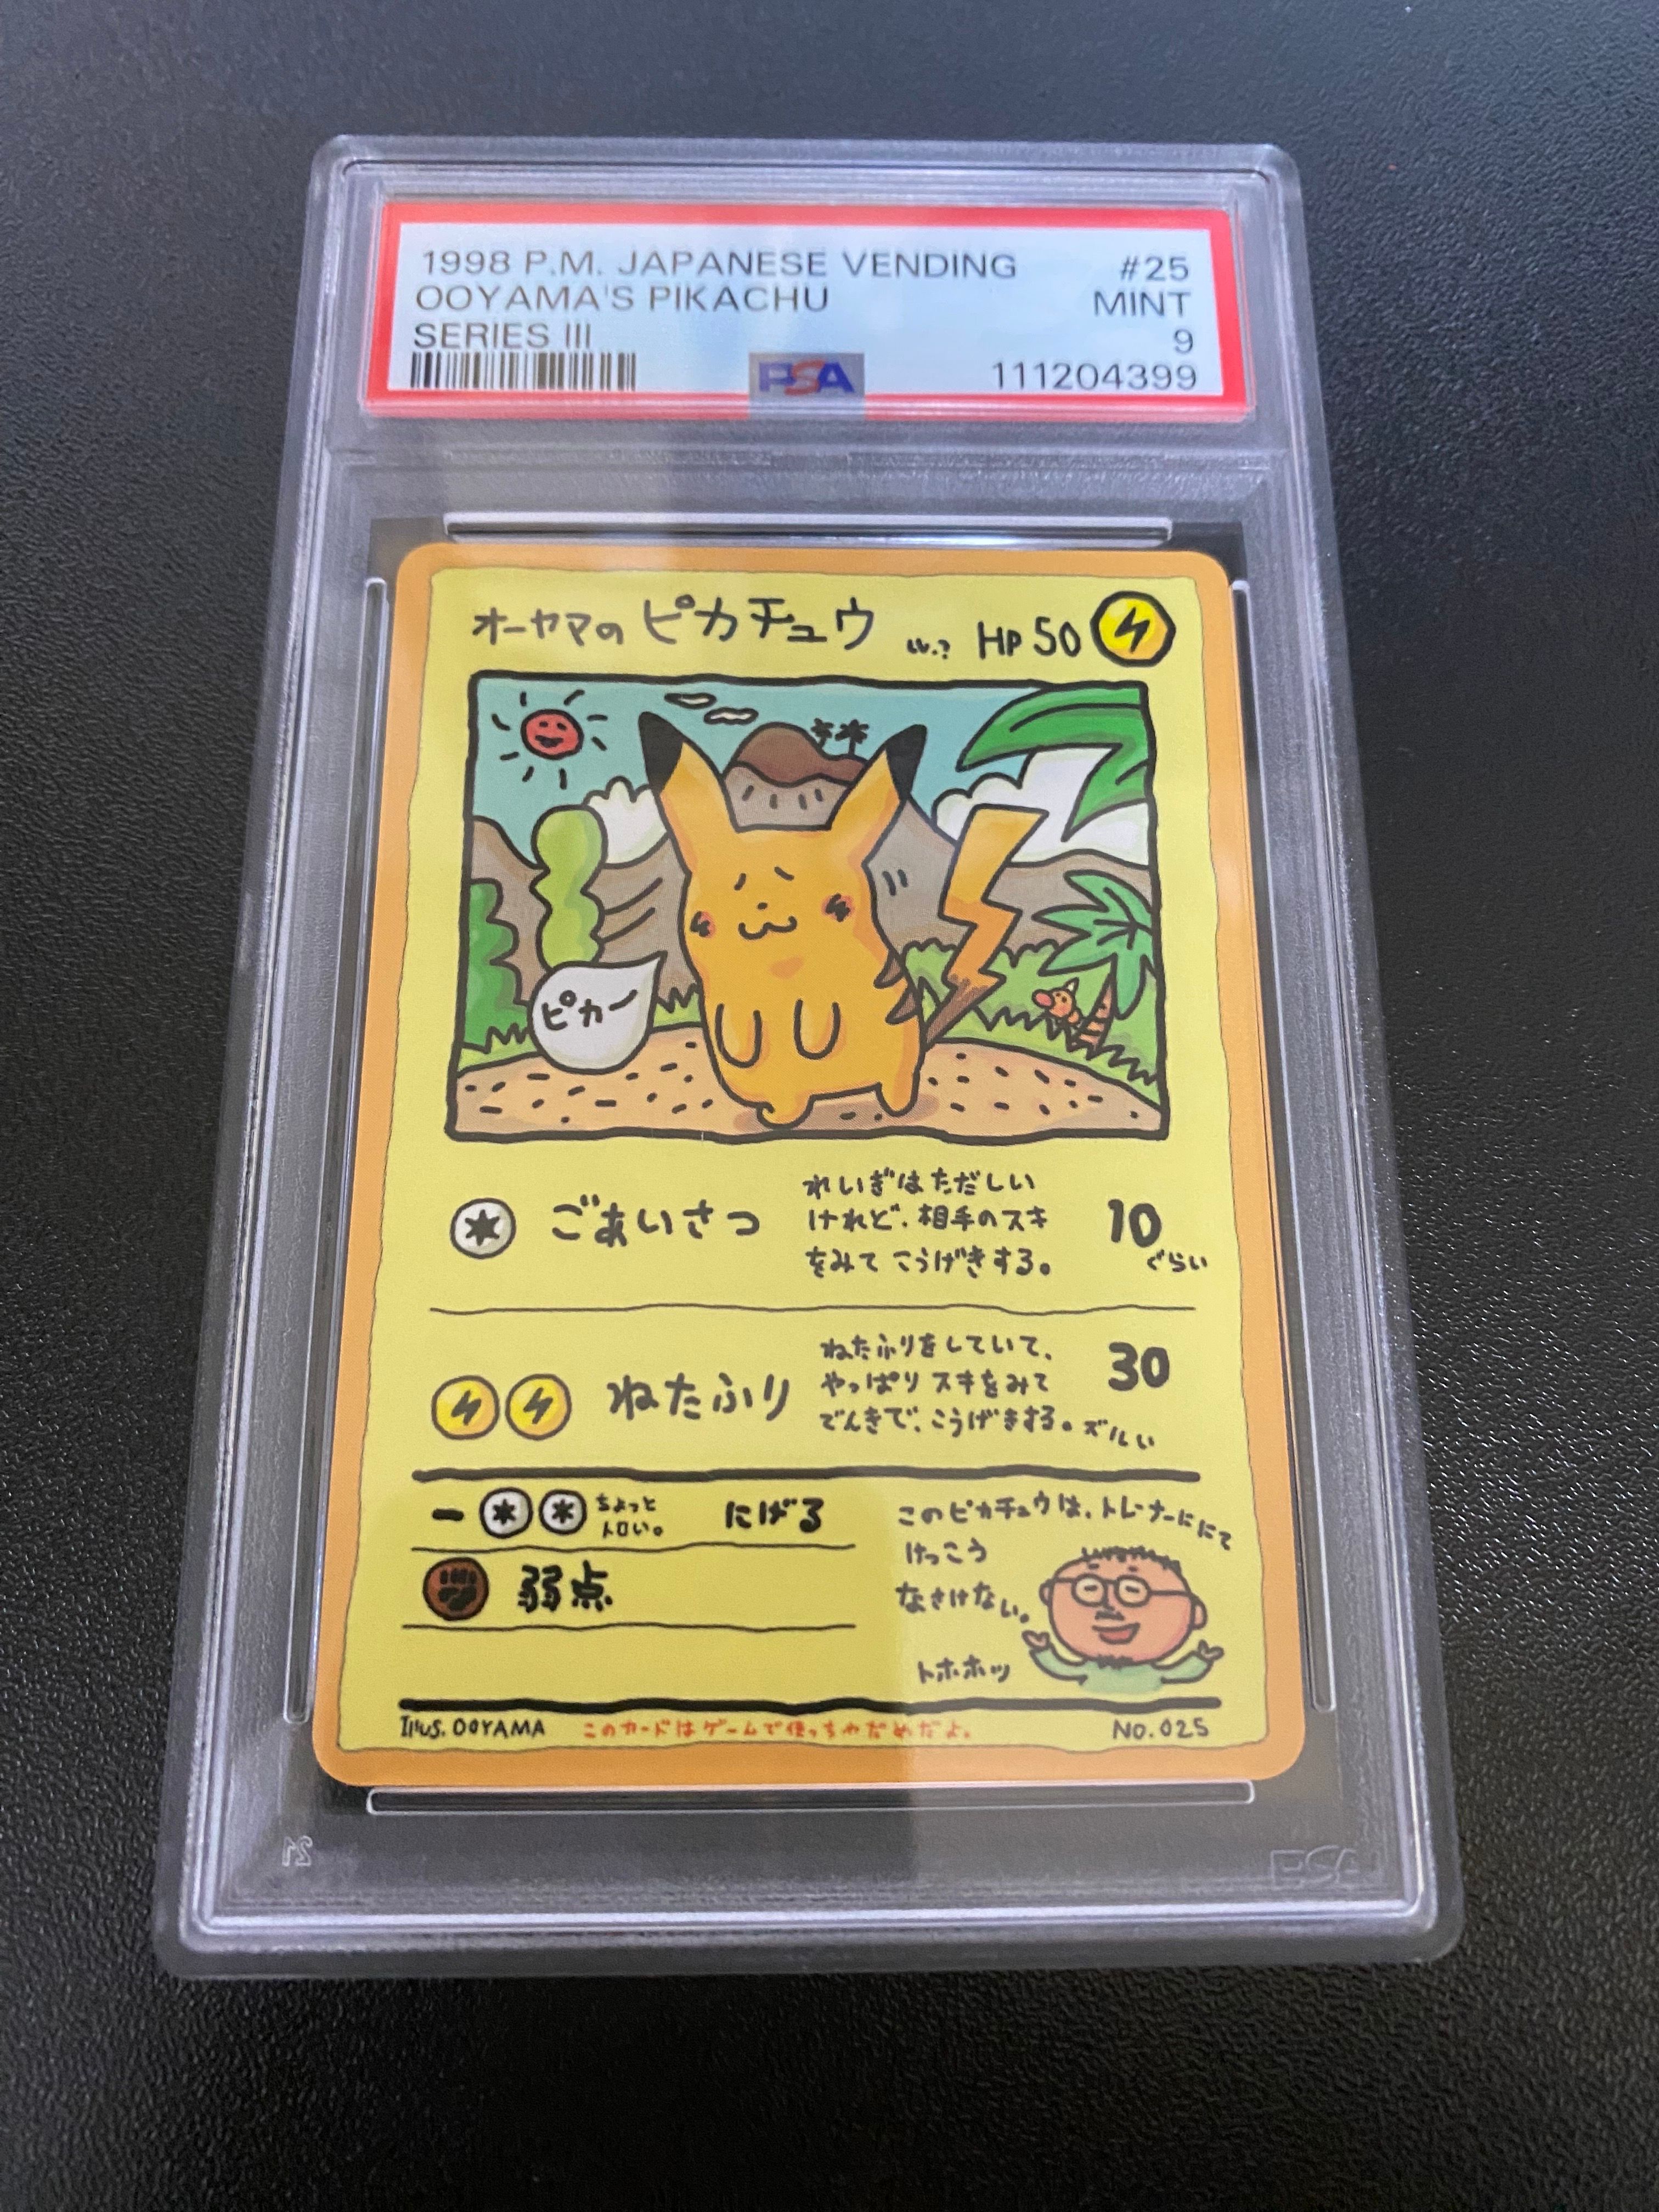 1998 P.M. JAPANESE VENDING #25
OOYAMA'S PIKACHU MINT
SERIES III 9
PSA 111204399
オーヤマの ピカチュウ LV.? HP 50
ピカー
ごあいさつ
れいぎはただしい
けれど、相手のスキ
をみて こうげきする。
10
ぐらい
ねたふり
ねたふりをしていて、
やっぱり スキをみて
でんきで、こうげきする。ズルい
30
ー ちょっと
トロい。
にげる
弱点
このピカチュウは、トレーナーににて
けっこう
なさけない。
トホホッ
Illus. OOYAMA このカードはゲームで使っちゃだめだよ。 NO.025
21 PSA